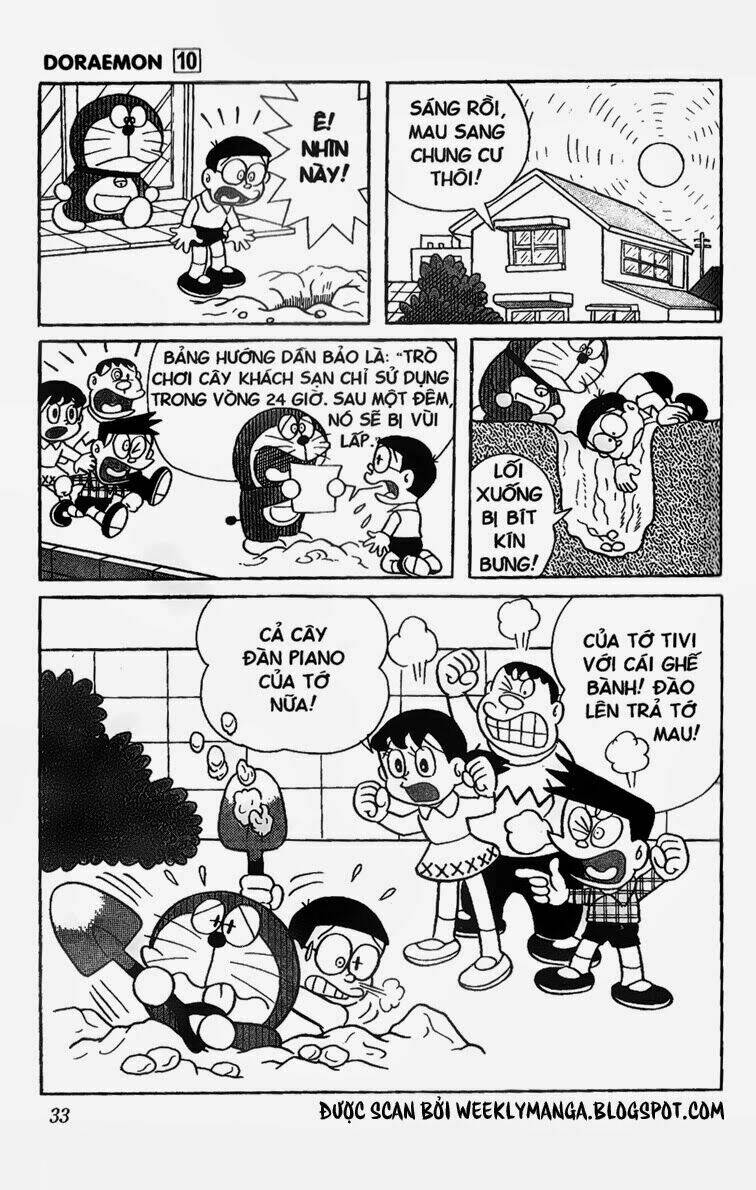 DORAEMON 10
Ê!
NHÌN
NÀY!
SÁNG RỒI,
MAU SANG
CHUNG CƯ
THÔI!
BẢNG HƯỚNG DẪN BẢO LÀ: "TRÒ
CHƠI CÂY KHÁCH SẠN CHỈ SỬ DỤNG
TRONG VÒNG 24 GIỜ. SAU MỘT ĐÊM,
NÓ SẼ BỊ VÙI
LẤP."
LỐI
XUỐNG
BỊ BÍT
KÍN
BƯNG!
CẢ CÂY
ĐÀN PIANO
CỦA TỚ
NỮA!
CỦA TỚ TIVI
VỚI CÁI GHẾ
BÀNH! ĐÀO
LÊN TRẢ TỚ
MAU!
33
ĐƯỢC SCAN BỞI WEEKLYMANGA.BLOGSPOT.COM